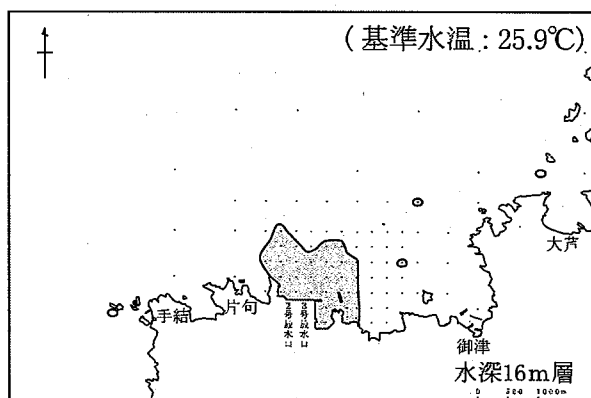 (基準水温：25.9℃)
大芦
手結
片句
2号放水口
3号放水口
御津
水深16m層
0 500 1000m